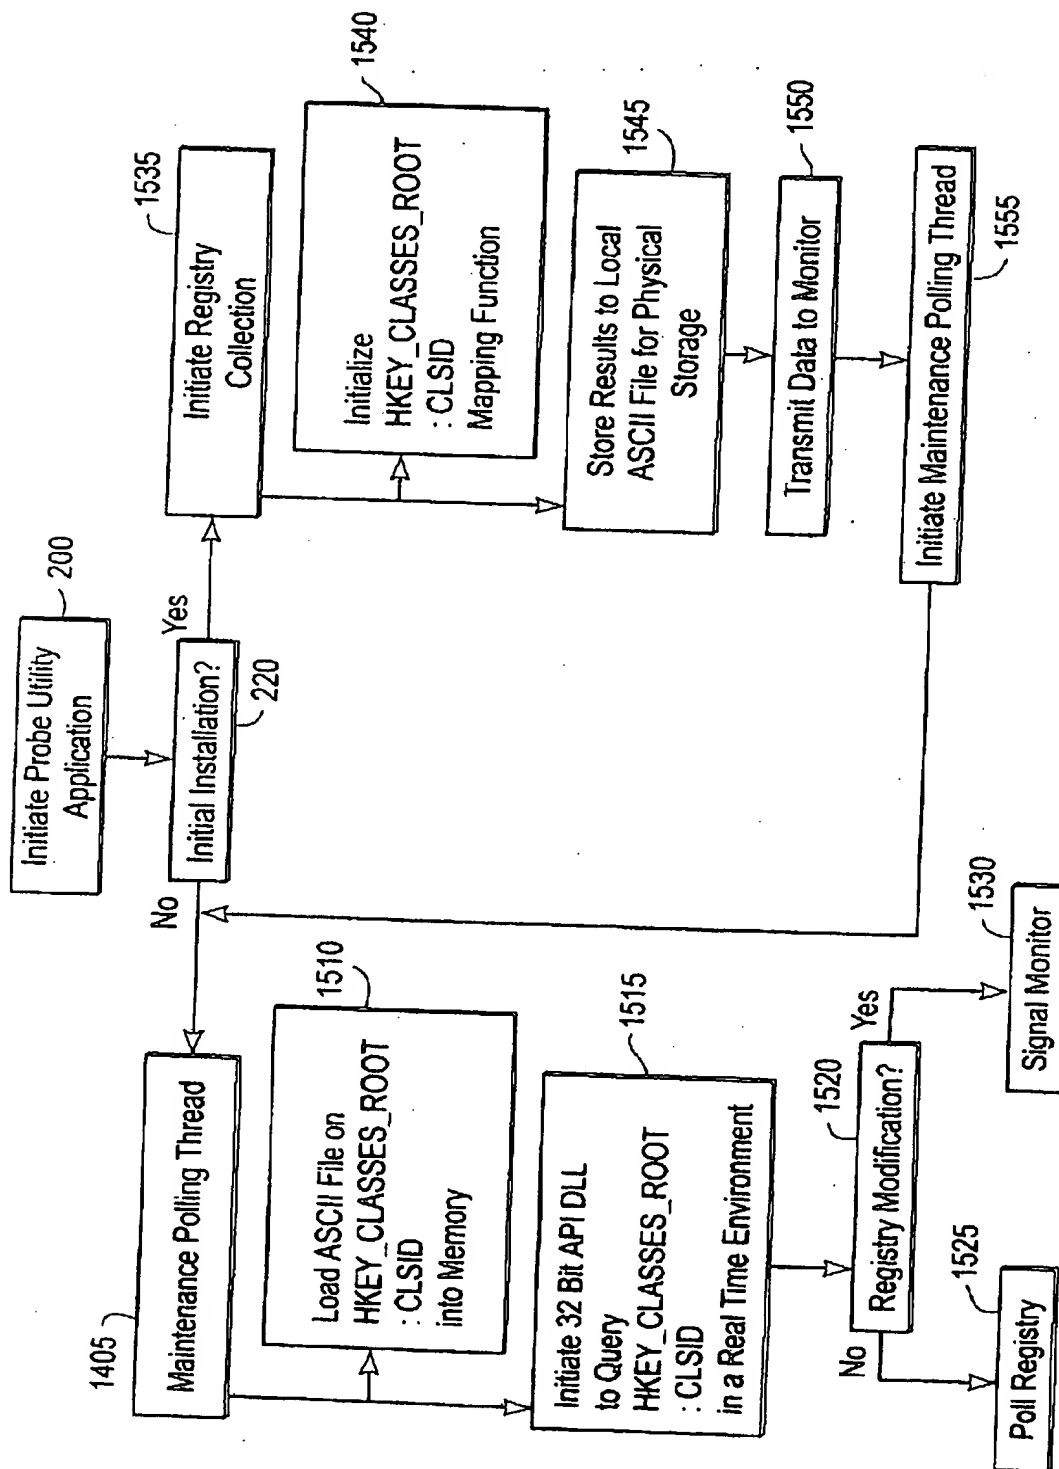 Initiate Probe Utility
Application
200
Initial Installation?
220
No
Yes
Maintenance Polling Thread
1405
Load ASCII File on
HKEY_CLASSES_ROOT
: CLSID
into Memory
1510
Initiate 32 Bit API DLL
to Query
HKEY_CLASSES_ROOT
: CLSID
in a Real Time Environment
1515
Registry Modification?
1520
No
Yes
Poll Registry
1525
Signal Monitor
1530
Initiate Registry
Collection
1535
Initialize
HKEY_CLASSES_ROOT
: CLSID
Mapping Function
1540
Store Results to Local
ASCII File for Physical
Storage
1545
Transmit Data to Monitor
1550
Initiate Maintenance Polling Thread
1555